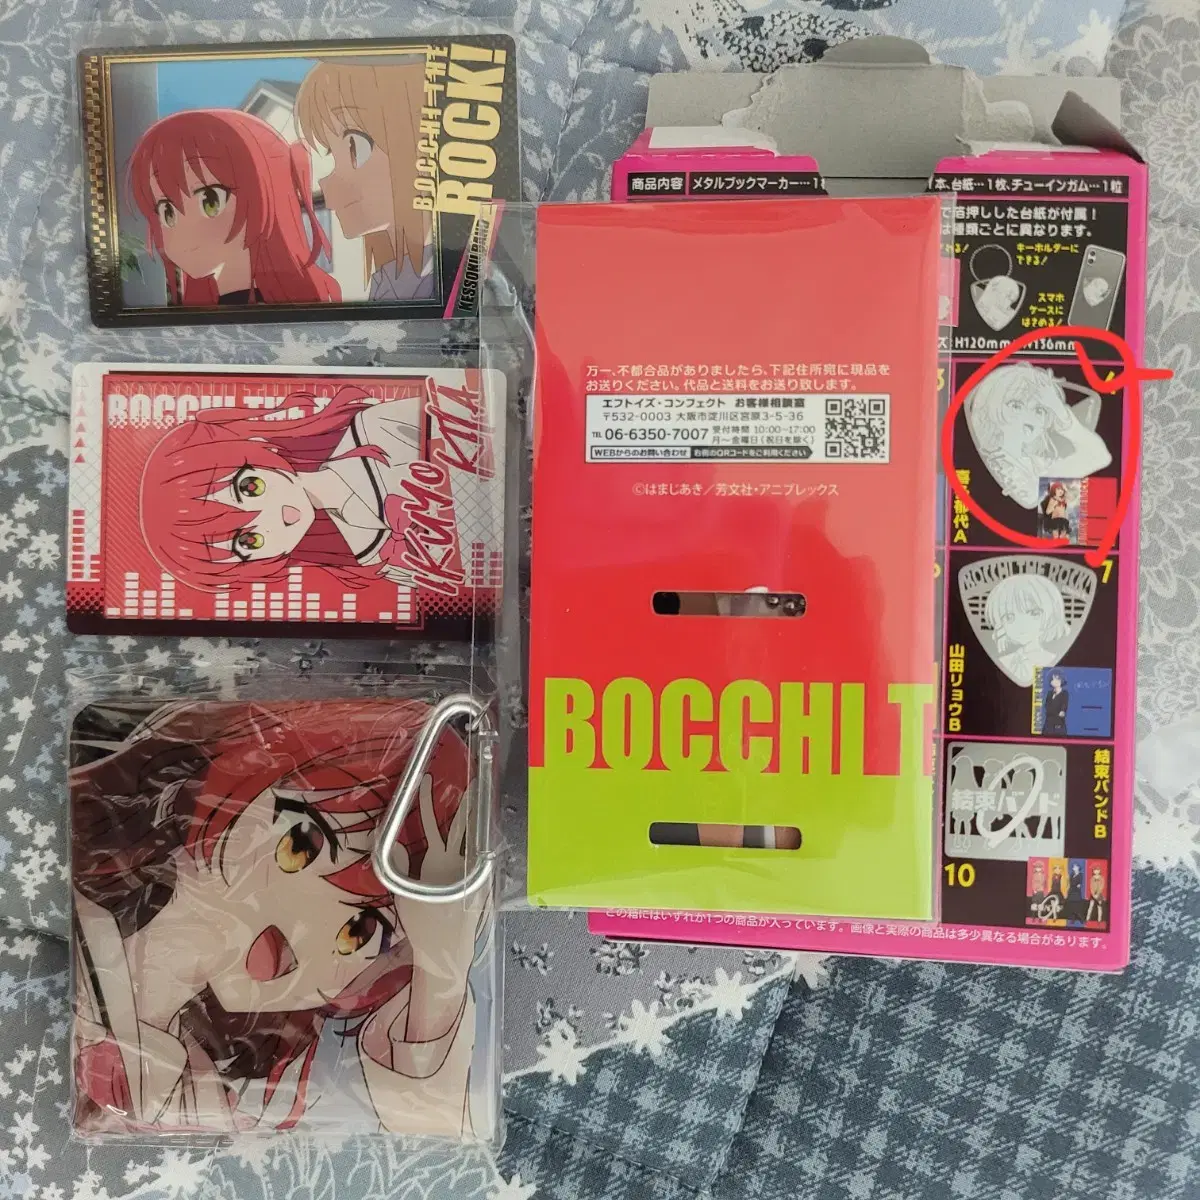 BOCCHI THE
ROCK!
KESSOKU BAND
BOCCHI THE
IKUYO
KITA
商品内容
メタルブックマーカー…1
本、台紙…1枚、チューインガム…1粒
で箔押しした台紙が付属!
は種類ごとに異なります。
キーホルダーに
できる!
スマホ
ケースに
はさめる!
H120mm
136mm
万一、不都合品がありましたら、下記住所宛に現品を
お送りください。代品と送料をお送り致します。
エフトイズ・コンフェクト お客様相談室
〒532-0003 大阪市淀川区宮原3-5-36
TEL 06-6350-7007 受付時間 10:00~17:00
月~金曜日(祝日を除く)
WEBからのお問い合わせ 右側のQRコードをご利用ください
©はまじあき/芳文社・アニプレックス
BOCCHI T
4
喜多郁代A
BOCCHI THE ROCK
7
山田リョウB
結束バンド
結束バンドB
10
この箱にはいずれか1つの商品が入っています。画像と実際の商品は多少異なる場合があります。